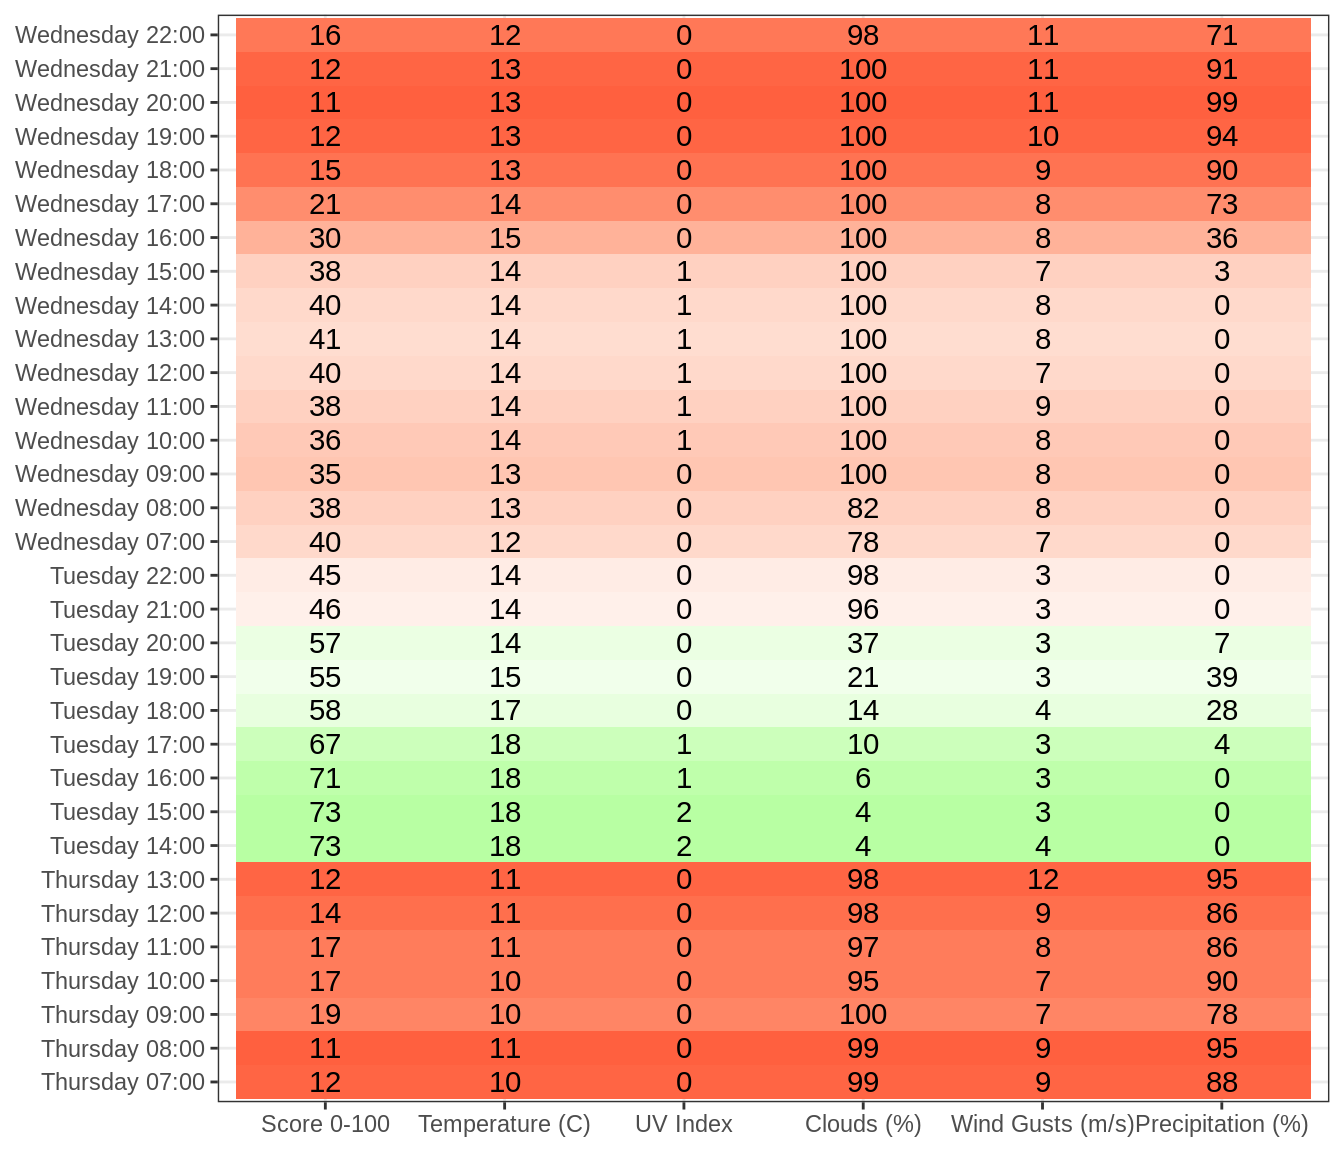 Wednesday 22:00 16 12 0 98 11 71
Wednesday 21:00 12 13 0 100 11 91
Wednesday 20:00 11 13 0 100 11 99
Wednesday 19:00 12 13 0 100 10 94
Wednesday 18:00 15 13 0 100 9 90
Wednesday 17:00 21 14 0 100 8 73
Wednesday 16:00 30 15 0 100 8 36
Wednesday 15:00 38 14 1 100 7 3
Wednesday 14:00 40 14 1 100 8 0
Wednesday 13:00 41 14 1 100 8 0
Wednesday 12:00 40 14 1 100 7 0
Wednesday 11:00 38 14 1 100 9 0
Wednesday 10:00 36 14 1 100 8 0
Wednesday 09:00 35 13 0 100 8 0
Wednesday 08:00 38 13 0 82 8 0
Wednesday 07:00 40 12 0 78 7 0
Tuesday 22:00 45 14 0 98 3 0
Tuesday 21:00 46 14 0 96 3 0
Tuesday 20:00 57 14 0 37 3 7
Tuesday 19:00 55 15 0 21 3 39
Tuesday 18:00 58 17 0 14 4 28
Tuesday 17:00 67 18 1 10 3 4
Tuesday 16:00 71 18 1 6 3 0
Tuesday 15:00 73 18 2 4 3 0
Tuesday 14:00 73 18 2 4 4 0
Thursday 13:00 12 11 0 98 12 95
Thursday 12:00 14 11 0 98 9 86
Thursday 11:00 17 11 0 97 8 86
Thursday 10:00 17 10 0 95 7 90
Thursday 09:00 19 10 0 100 7 78
Thursday 08:00 11 11 0 99 9 95
Thursday 07:00 12 10 0 99 9 88
Score 0-100 Temperature (C) UV Index Clouds (%) Wind Gusts (m/s) Precipitation (%)